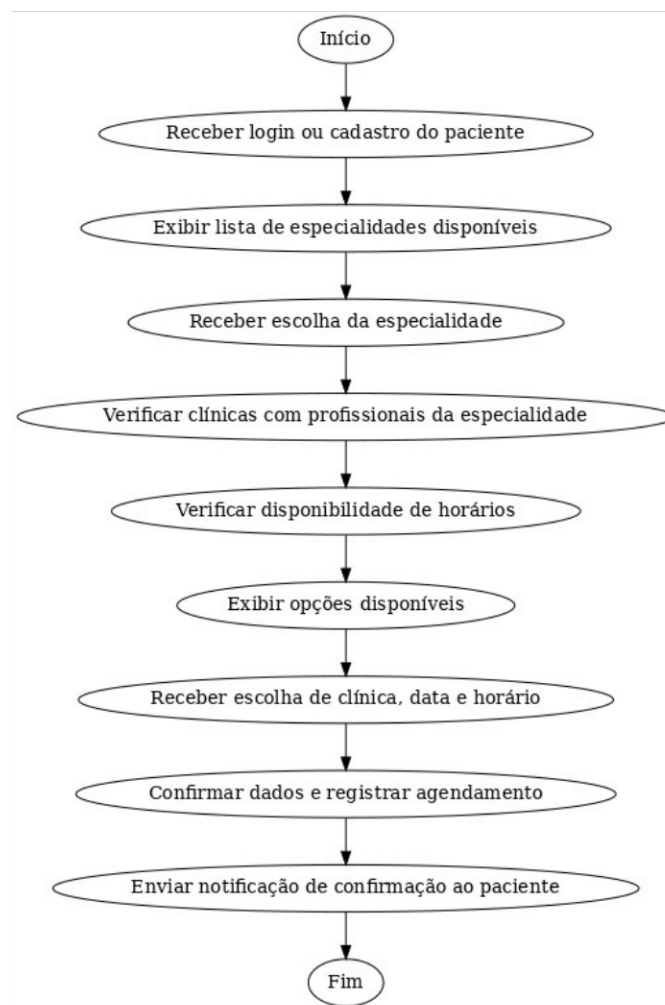 Início
Receber login ou cadastro do paciente
Exibir lista de especialidades disponíveis
Receber escolha da especialidade
Verificar clínicas com profissionais da especialidade
Verificar disponibilidade de horários
Exibir opções disponíveis
Receber escolha de clínica, data e horário
Confirmar dados e registrar agendamento
Enviar notificação de confirmação ao paciente
Fim